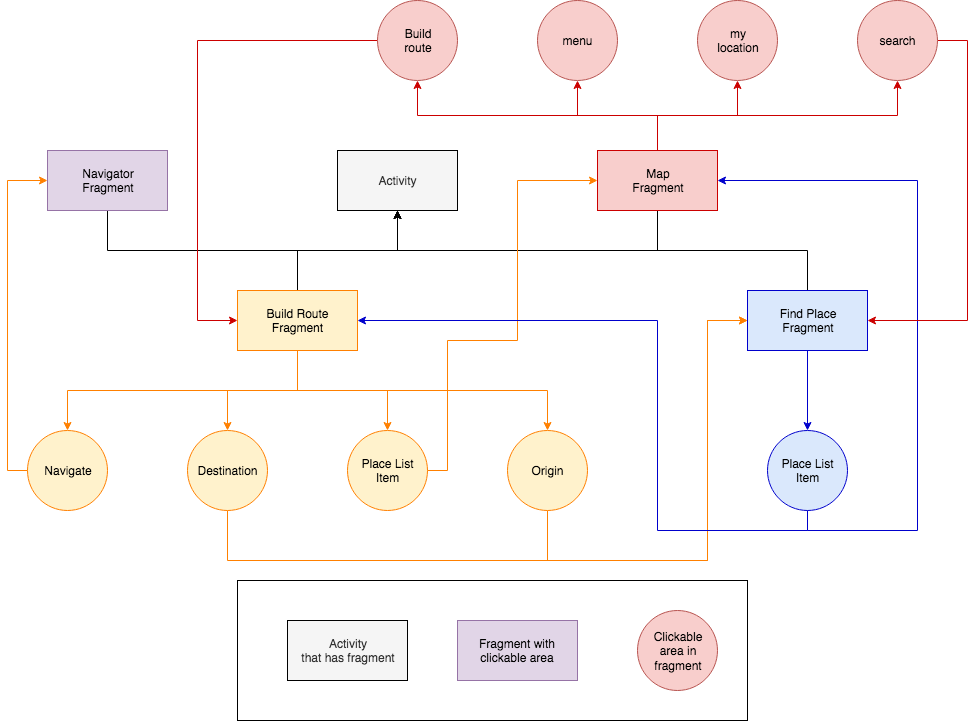 Build
route
menu
my
location
search
Navigator
Fragment
Activity
Map
Fragment
Build Route
Fragment
Find Place
Fragment
Navigate
Destination
Place List
Item
Origin
Place List
Item
Activity
that has fragment
Fragment with
clickable area
Clickable
area in
fragment